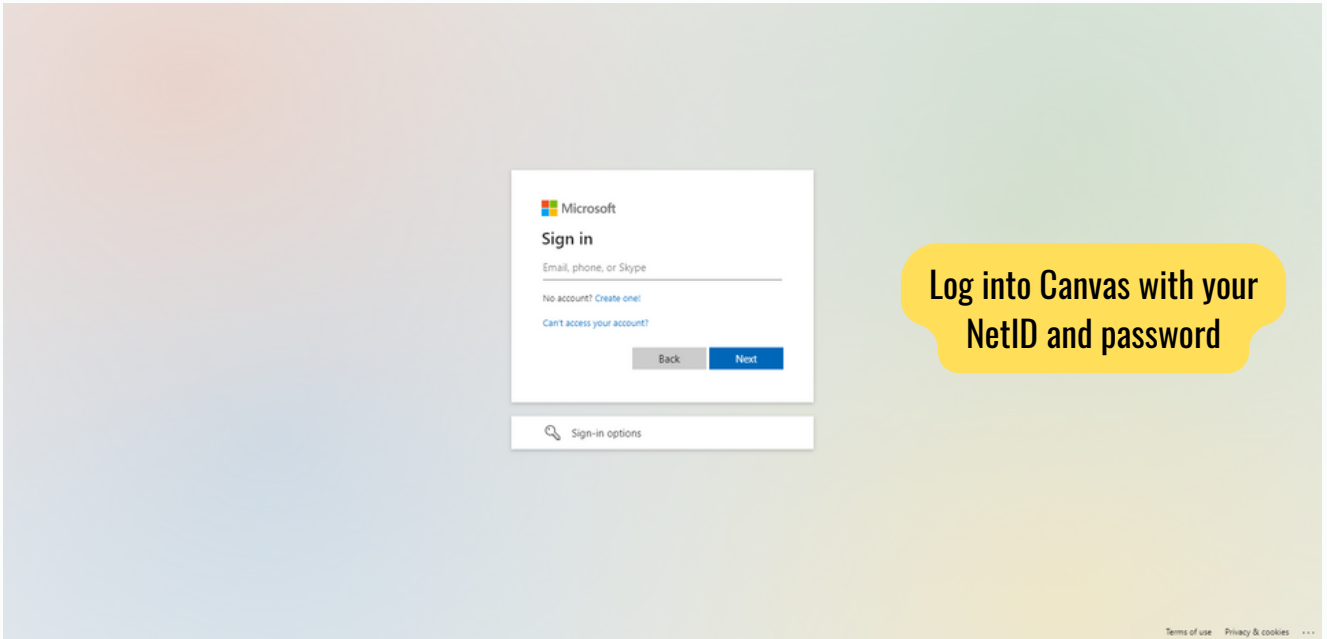 Microsoft
Sign in
Email, phone, or Skype
No account? Create one!
Can't access your account?
Back
Next
Sign-in options
Log into Canvas with your
NetID and password
Terms of use
Privacy & cookies
...